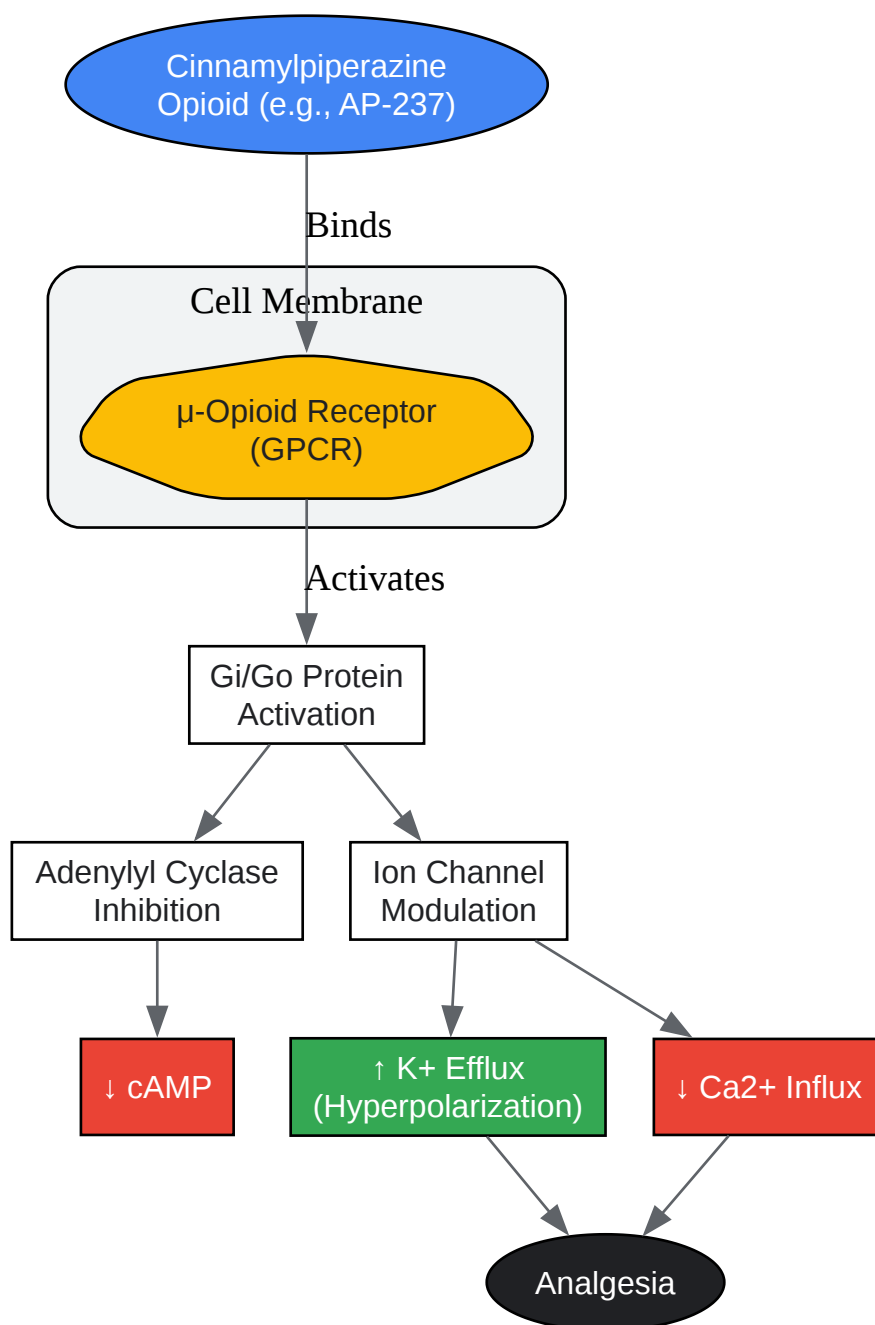 Cinnamylpiperazine
Opioid (e.g., AP-237)
Binds
Cell Membrane
μ-Opioid Receptor
(GPCR)
Activates
Gi/Go Protein
Activation
Adenylyl Cyclase
Inhibition
Ion Channel
Modulation
↓ cAMP
↑ K+ Efflux
(Hyperpolarization)
↓ Ca2+ Influx
Analgesia